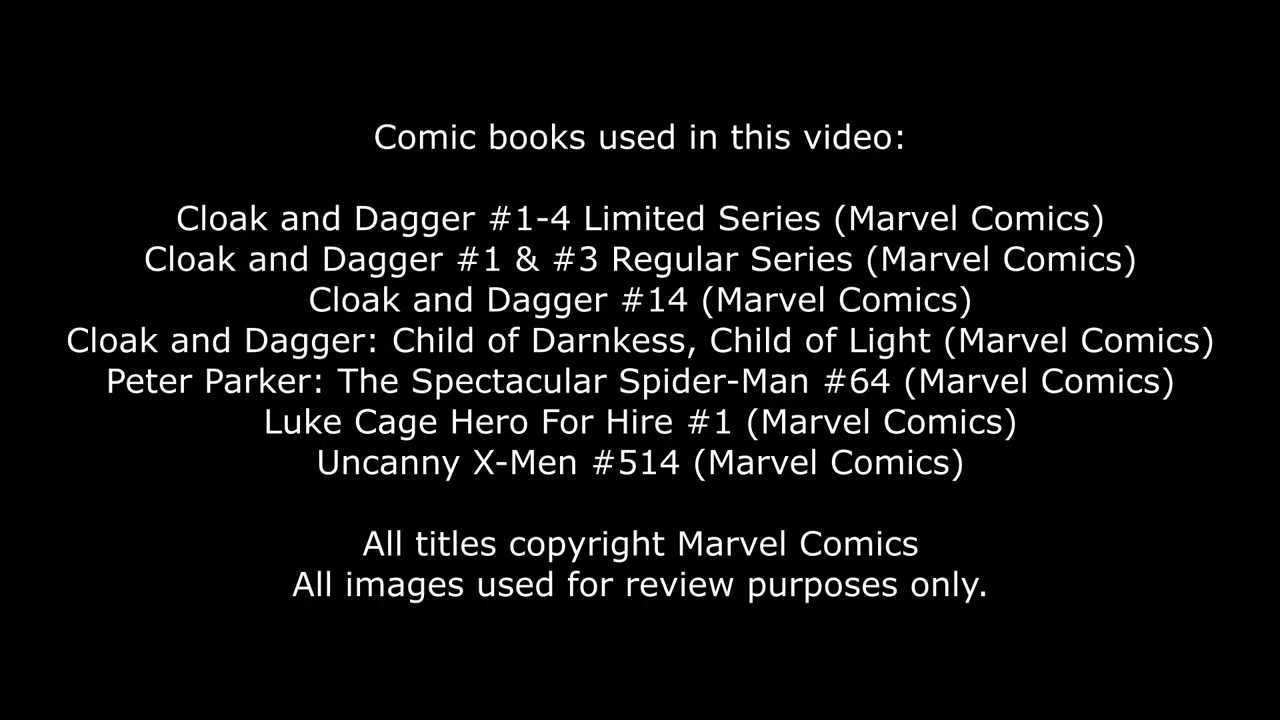 Comic books used in this video:
Cloak and Dagger #1-4 Limited Series (Marvel Comics)
Cloak and Dagger #1 & #3 Regular Series (Marvel Comics)
Cloak and Dagger #14 (Marvel Comics)
Cloak and Dagger: Child of Darnkess, Child of Light (Marvel Comics)
Peter Parker: The Spectacular Spider-Man #64 (Marvel Comics)
Luke Cage Hero For Hire #1 (Marvel Comics)
Uncanny X-Men #514 (Marvel Comics)
All titles copyright Marvel Comics
All images used for review purposes only.